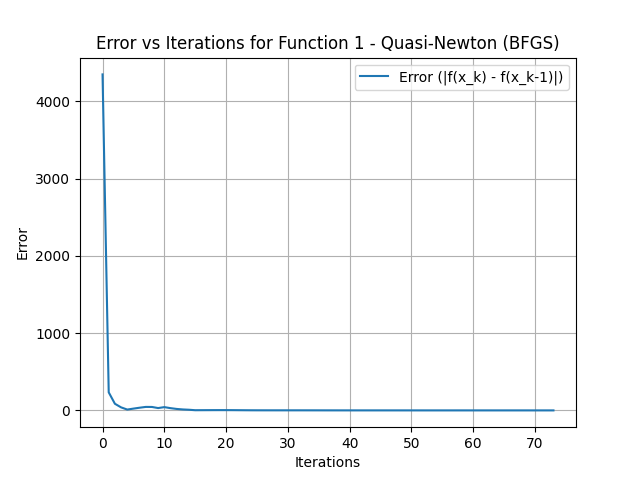 Error vs Iterations for Function 1 - Quasi-Newton (BFGS)
Error (|f(x_k) - f(x_k-1)|)
4000
3000
2000
1000
0
Error
0 10 20 30 40 50 60 70
Iterations